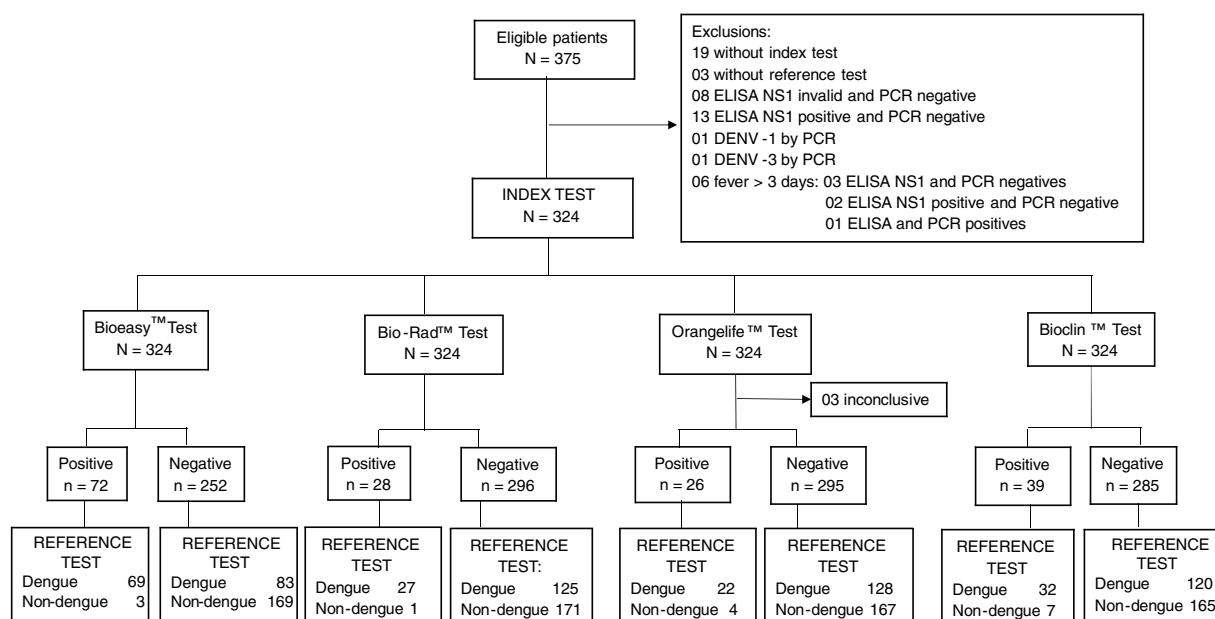 Eligible patients
N = 375
Exclusions:
19 without index test
03 without reference test
08 ELISA NS1 invalid and PCR negative
13 ELISA NS1 positive and PCR negative
01 DENV -1 by PCR
01 DENV -3 by PCR
06 fever > 3 days: 03 ELISA NS1 and PCR negatives
02 ELISA NS1 positive and PCR negative
01 ELISA and PCR positives
INDEX TEST
N = 324
Bioeasy™ Test
N = 324
Bio-Rad™ Test
N = 324
Orangelife™ Test
N = 324
Bioclin ™ Test
N = 324
03 inconclusive
Positive
n = 72
Negative
n = 252
Positive
n = 28
Negative
n = 296
Positive
n = 26
Negative
n = 295
Positive
n = 39
Negative
n = 285
REFERENCE
TEST
Dengue 69
Non-dengue 3
REFERENCE
TEST
Dengue 83
Non-dengue 169
REFERENCE
TEST
Dengue 27
Non-dengue 1
REFERENCE
TEST:
Dengue 125
Non-dengue 171
REFERENCE
TEST
Dengue 22
Non-dengue 4
REFERENCE
TEST
Dengue 128
Non-dengue 167
REFERENCE
TEST
Dengue 32
Non-dengue 7
REFERENCE
TEST
Dengue 120
Non-dengue 165